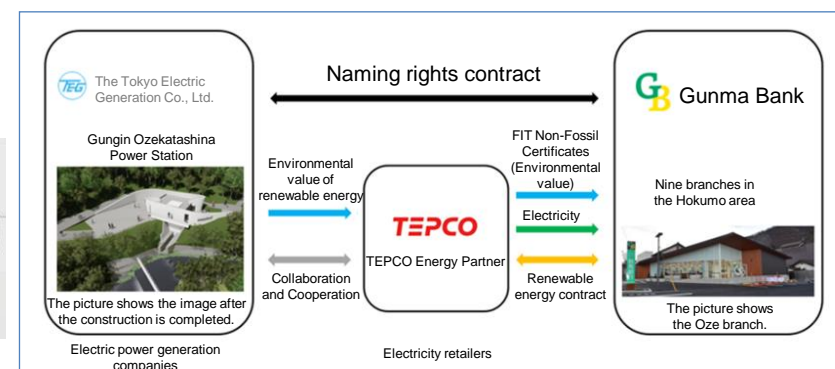 Naming rights contract
TEG
The Tokyo Electric
Generation Co., Ltd.
Gungin Ozekatashina
Power Station
The picture shows the image after
the construction is completed.
Electric power generation
companies
Environmental
value of
renewable energy
Collaboration
and Cooperation
TEPCO
TEPCO Energy Partner
Electricity retailers
FIT Non-Fossil
Certificates
(Environmental
value)
Electricity
Renewable
energy contract
GB Gunma Bank
Nine branches in
the Hokumo area
The picture shows
the Oze branch.